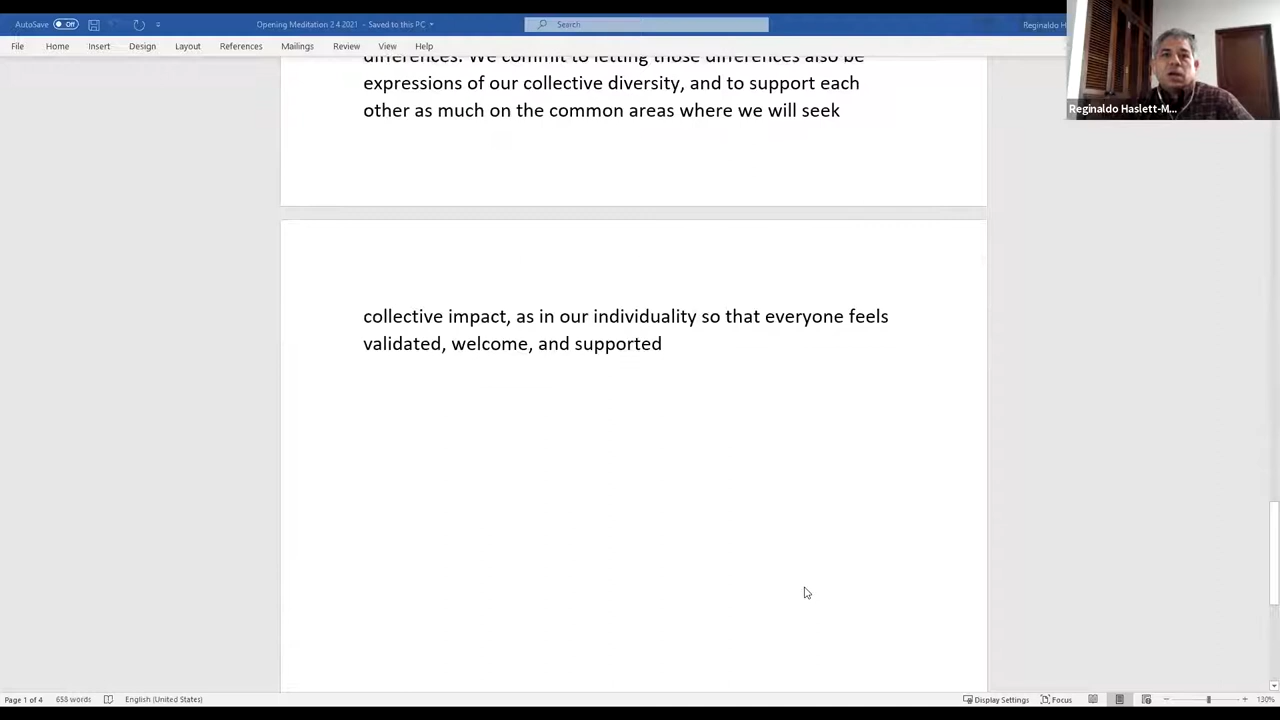 AutoSave Off Opening Meditation 2 4 2021 - Saved to this PC Search Reginaldo H
File Home Insert Design Layout References Mailings Review View Help
differences. We commit to letting those differences also be
expressions of our collective diversity, and to support each
other as much on the common areas where we will seek
Reginaldo Haslett-M...
collective impact, as in our individuality so that everyone feels
validated, welcome, and supported
Page 1 of 4 658 words English (United States) Display Settings Focus 130%